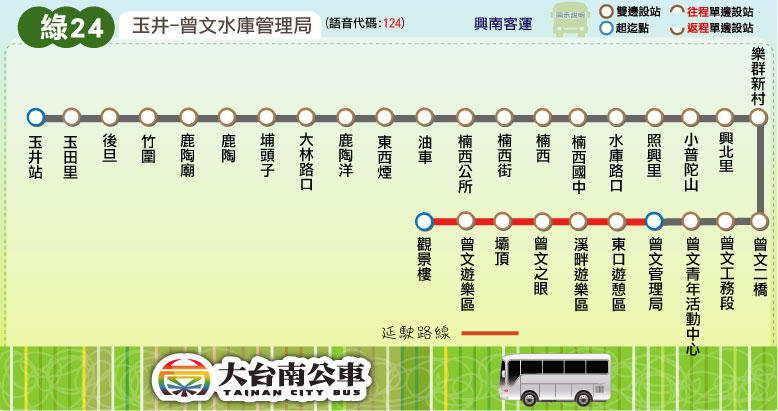 綠24
玉井-曾文水庫管理局
(語音代碼:124)
興南客運
圖示說明
雙邊設站
往程單邊設站
起迄點
返程單邊設站
樂群新村
玉井站
玉田里
後旦
竹圍
鹿陶廟
鹿陶
埔頭子
大林路口
鹿陶洋
東西煙
油車
楠西公所
楠西街
楠西
楠西國中
水庫路口
照興里
小普陀山
興北里
觀景樓
曾文遊樂區
壩頂
曾文之眼
溪畔遊樂區
東口遊憩區
曾文管理局
曾文青年活動中心
曾文工務段
曾文二橋
延駛路線
大台南公車
TAINAN CITY BUS